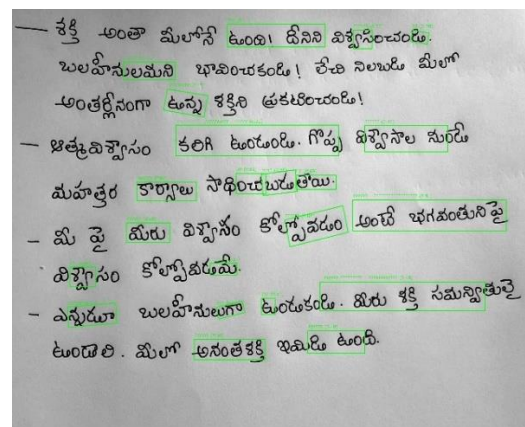 — శక్తి అంతా మీలోనే ఉంది! దీనిని విశ్వసించండి.
బలహీనులమని భావించకండి! లేచి నిలబడి మీలో
అంతర్లీనంగా ఉన్న శక్తిని ప్రకటించండి!
— ఆత్మవిశ్వాసం కలిగి ఉండండి. గొప్ప విశ్వాసాల నుండే
మహత్తర కార్యాలు సాధించబడుతాయి.
– మీ పై మీరు విశ్వాసం కోల్పోవడం అంటే భగవంతునిపై
విశ్వాసం కోల్పోవడమే.
– ఎన్నడూ బలహీనులుగా ఉండకండి. మీరు శక్తి సమన్వితులై
ఉండాలి. మీలో అనంతశక్తి ఇమిడి ఉంది.